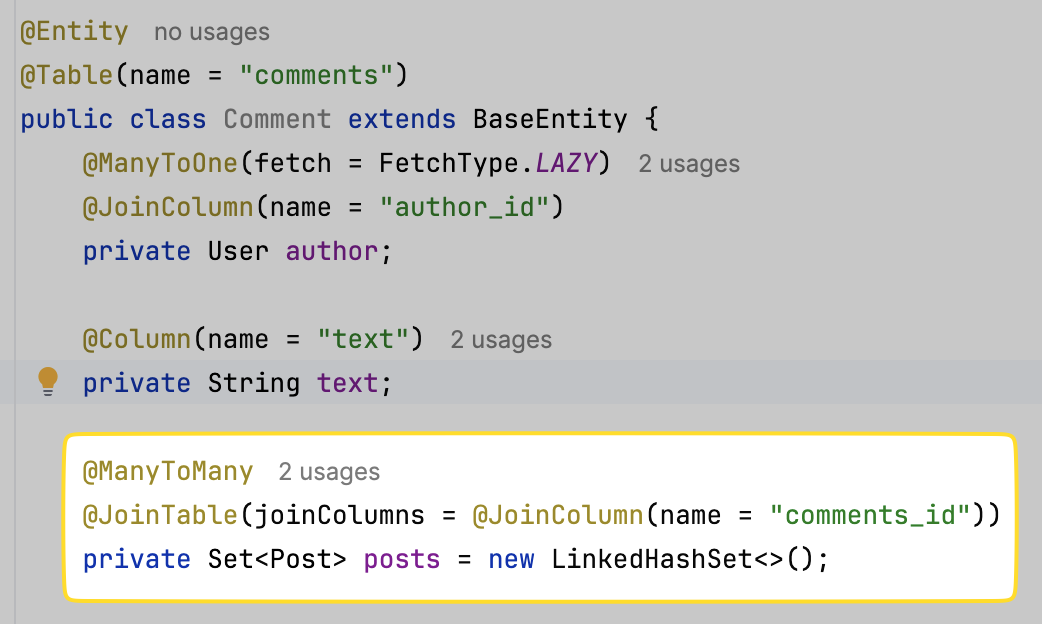 @Entity no usages
@Table(name = "comments")
public class Comment extends BaseEntity {
@ManyToOne(fetch = FetchType.LAZY) 2 usages
@JoinColumn(name = "author_id")
private User author;
@Column(name = "text") 2 usages
private String text;
@ManyToMany 2 usages
@JoinTable(joinColumns = @JoinColumn(name = "comments_id"))
private Set<Post> posts = new LinkedHashSet<>();